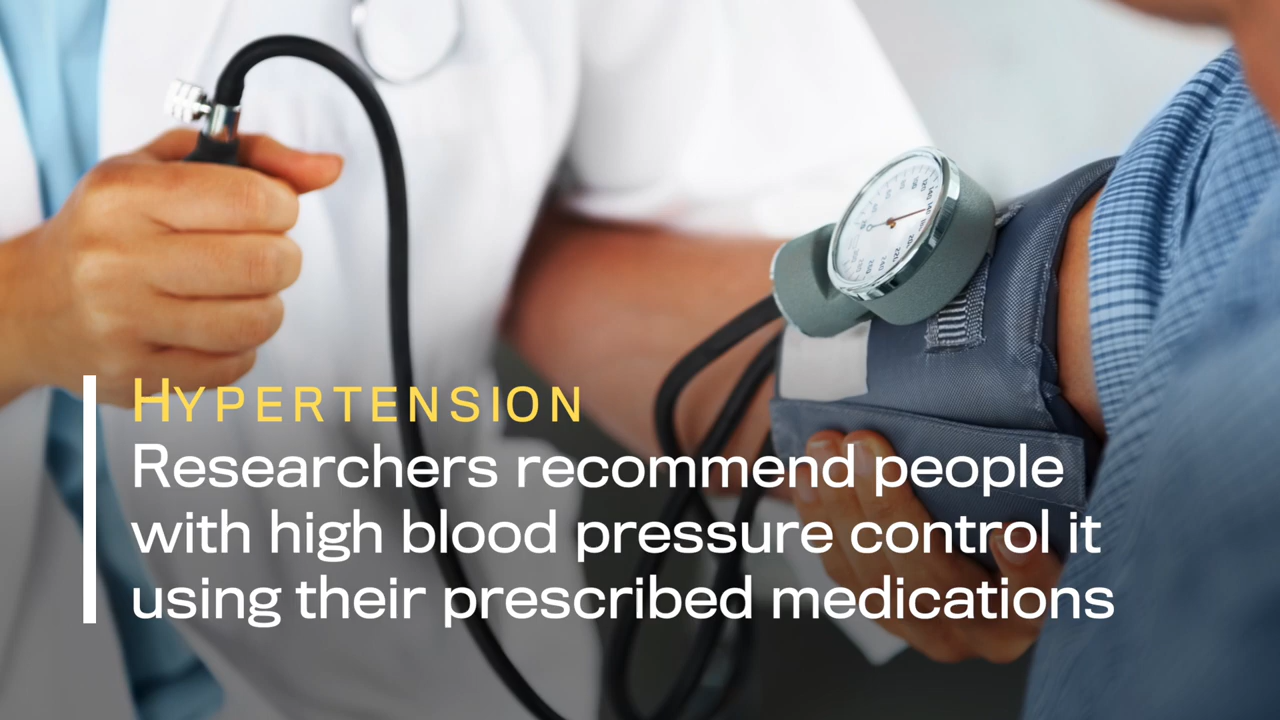 HYPERTENSION
Researchers recommend people
with high blood pressure control it
using their prescribed medications